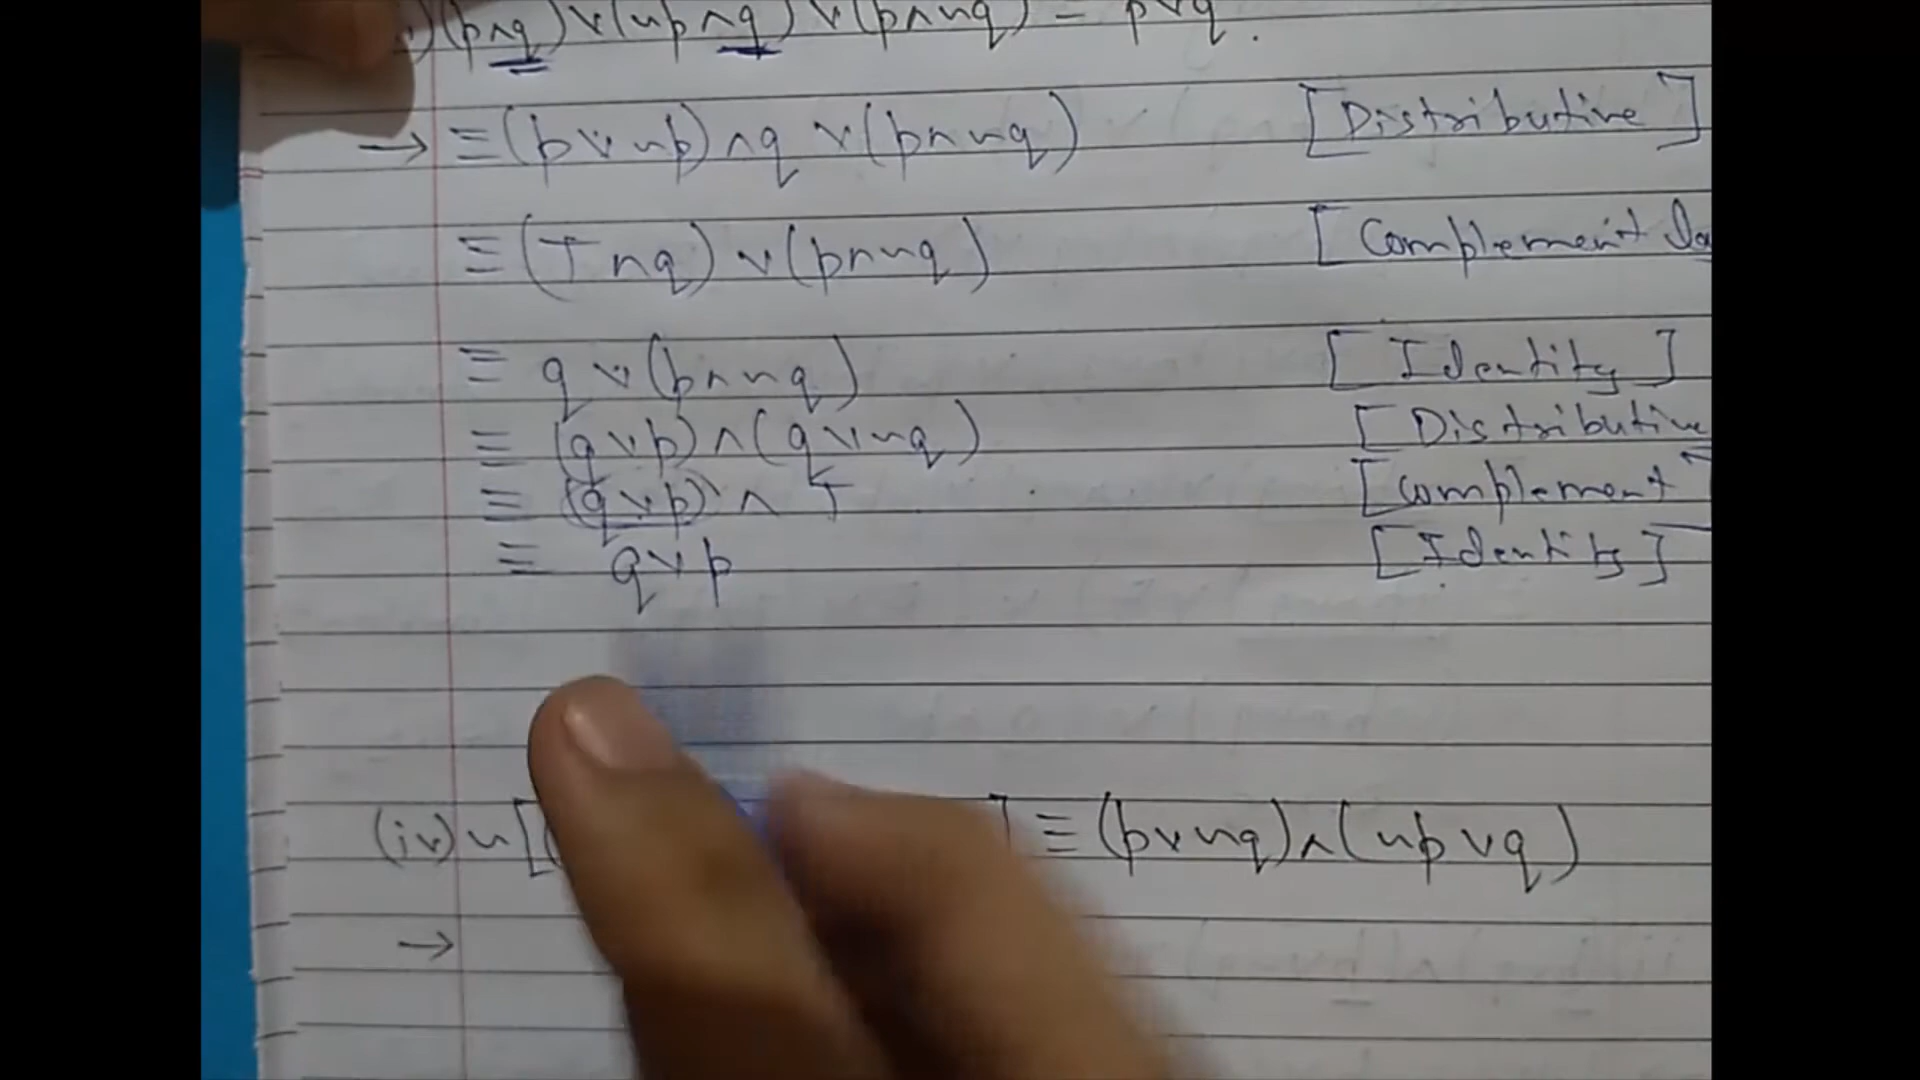 (p∧q)∨(~p∧q)∨(p∧~q) ≡ p∨q.
→ ≡ (p∨~p)∧q ∨(p∧~q) [Distributive]
≡ (T∧q)∨(p∧~q) [Complement
≡ q∨(p∧~q) [Identity]
≡ (q∨p)∧(q∨~q) [Distributive
≡ (q∨p)∧T [Complement]
≡ q∨p [Identity]
(iv) ~[( ] ≡ (p∨~q)∧(~p∨q)
→